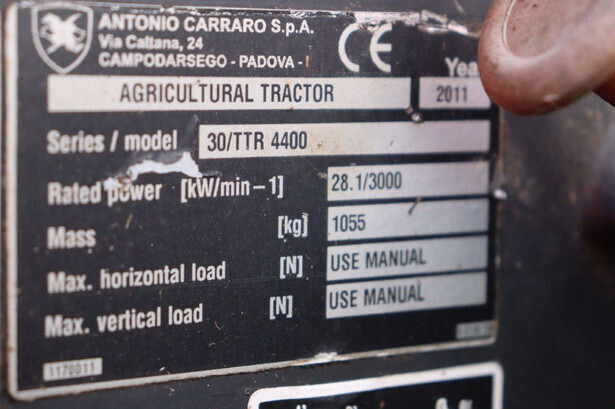 ANTONIO CARRARO S.p.A.
Via Caltana, 24
CAMPODARSEGO - PADOVA - I
CE
Yea
AGRICULTURAL TRACTOR 2011
Series / model 30/TTR 4400
Rated power [kW/min-1] 28.1/3000
Mass [kg] 1055
Max. horizontal load [N] USE MANUAL
Max. vertical load [N] USE MANUAL
1170011